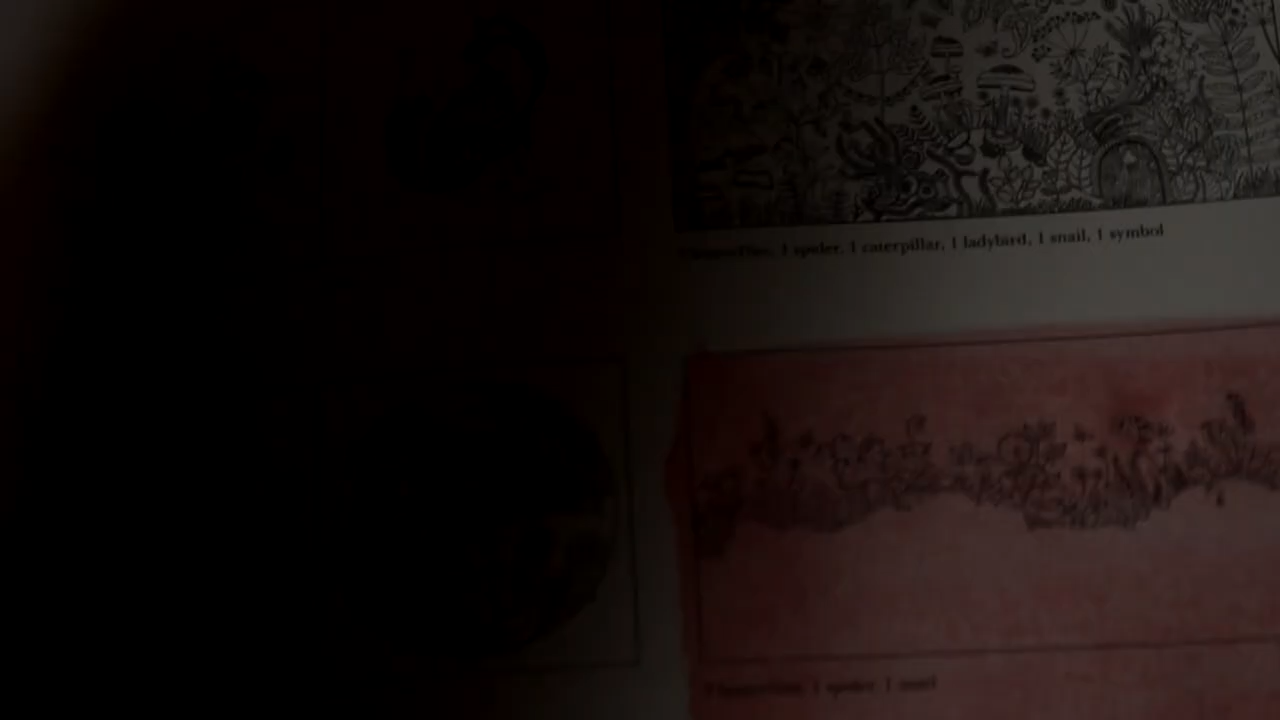 1 spider, 1 caterpillar, 1 ladybird, 1 snail, 1 symbol
1 spider 1 snail